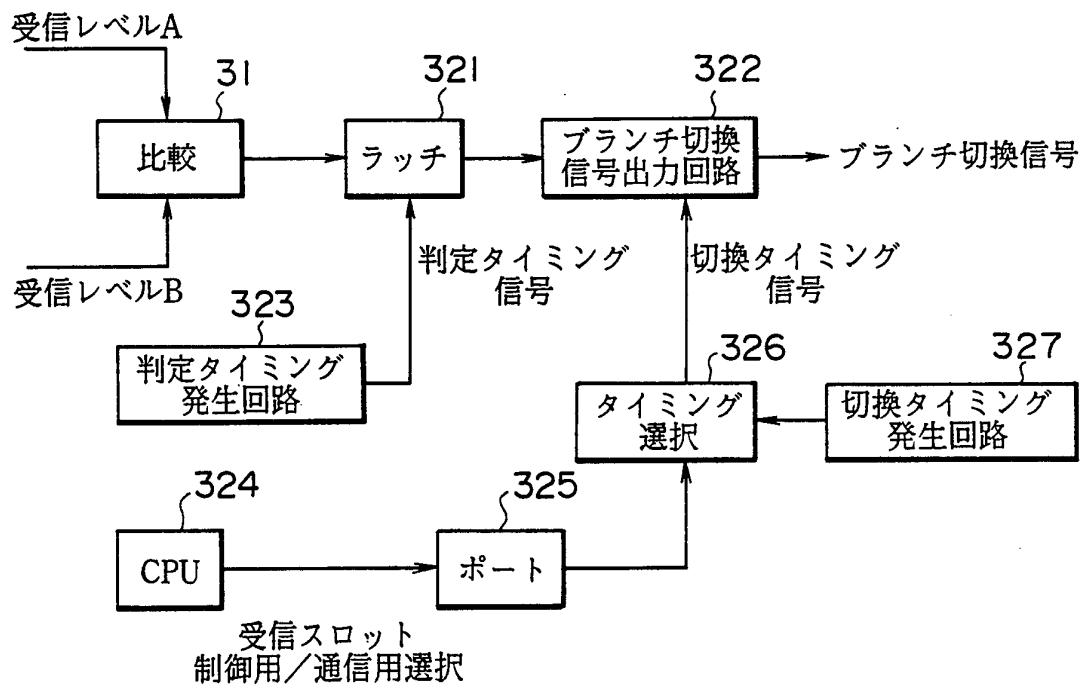 受信レベルA
31
321
322
比較
ラッチ
ブランチ切換
信号出力回路
ブランチ切換信号
受信レベルB
判定タイミング
信号
切換タイミング
信号
323
判定タイミング
発生回路
326
タイミング
選択
327
切換タイミング
発生回路
324
CPU
325
ポート
受信スロット
制御用/通信用選択